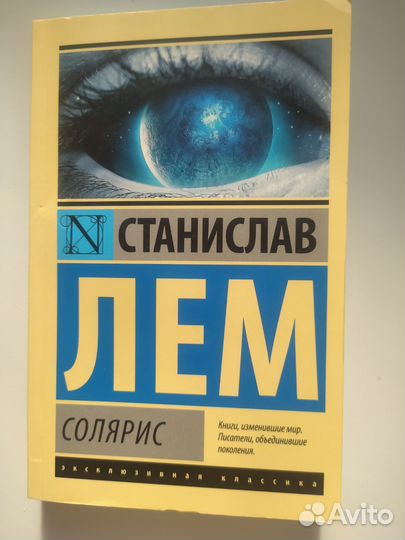 N
СТАНИСЛАВ
ЛЕМ
СОЛЯРИС
Книги, изменившие мир.
Писатели, объединившие
поколения.
эксклюзивная классика
Avito